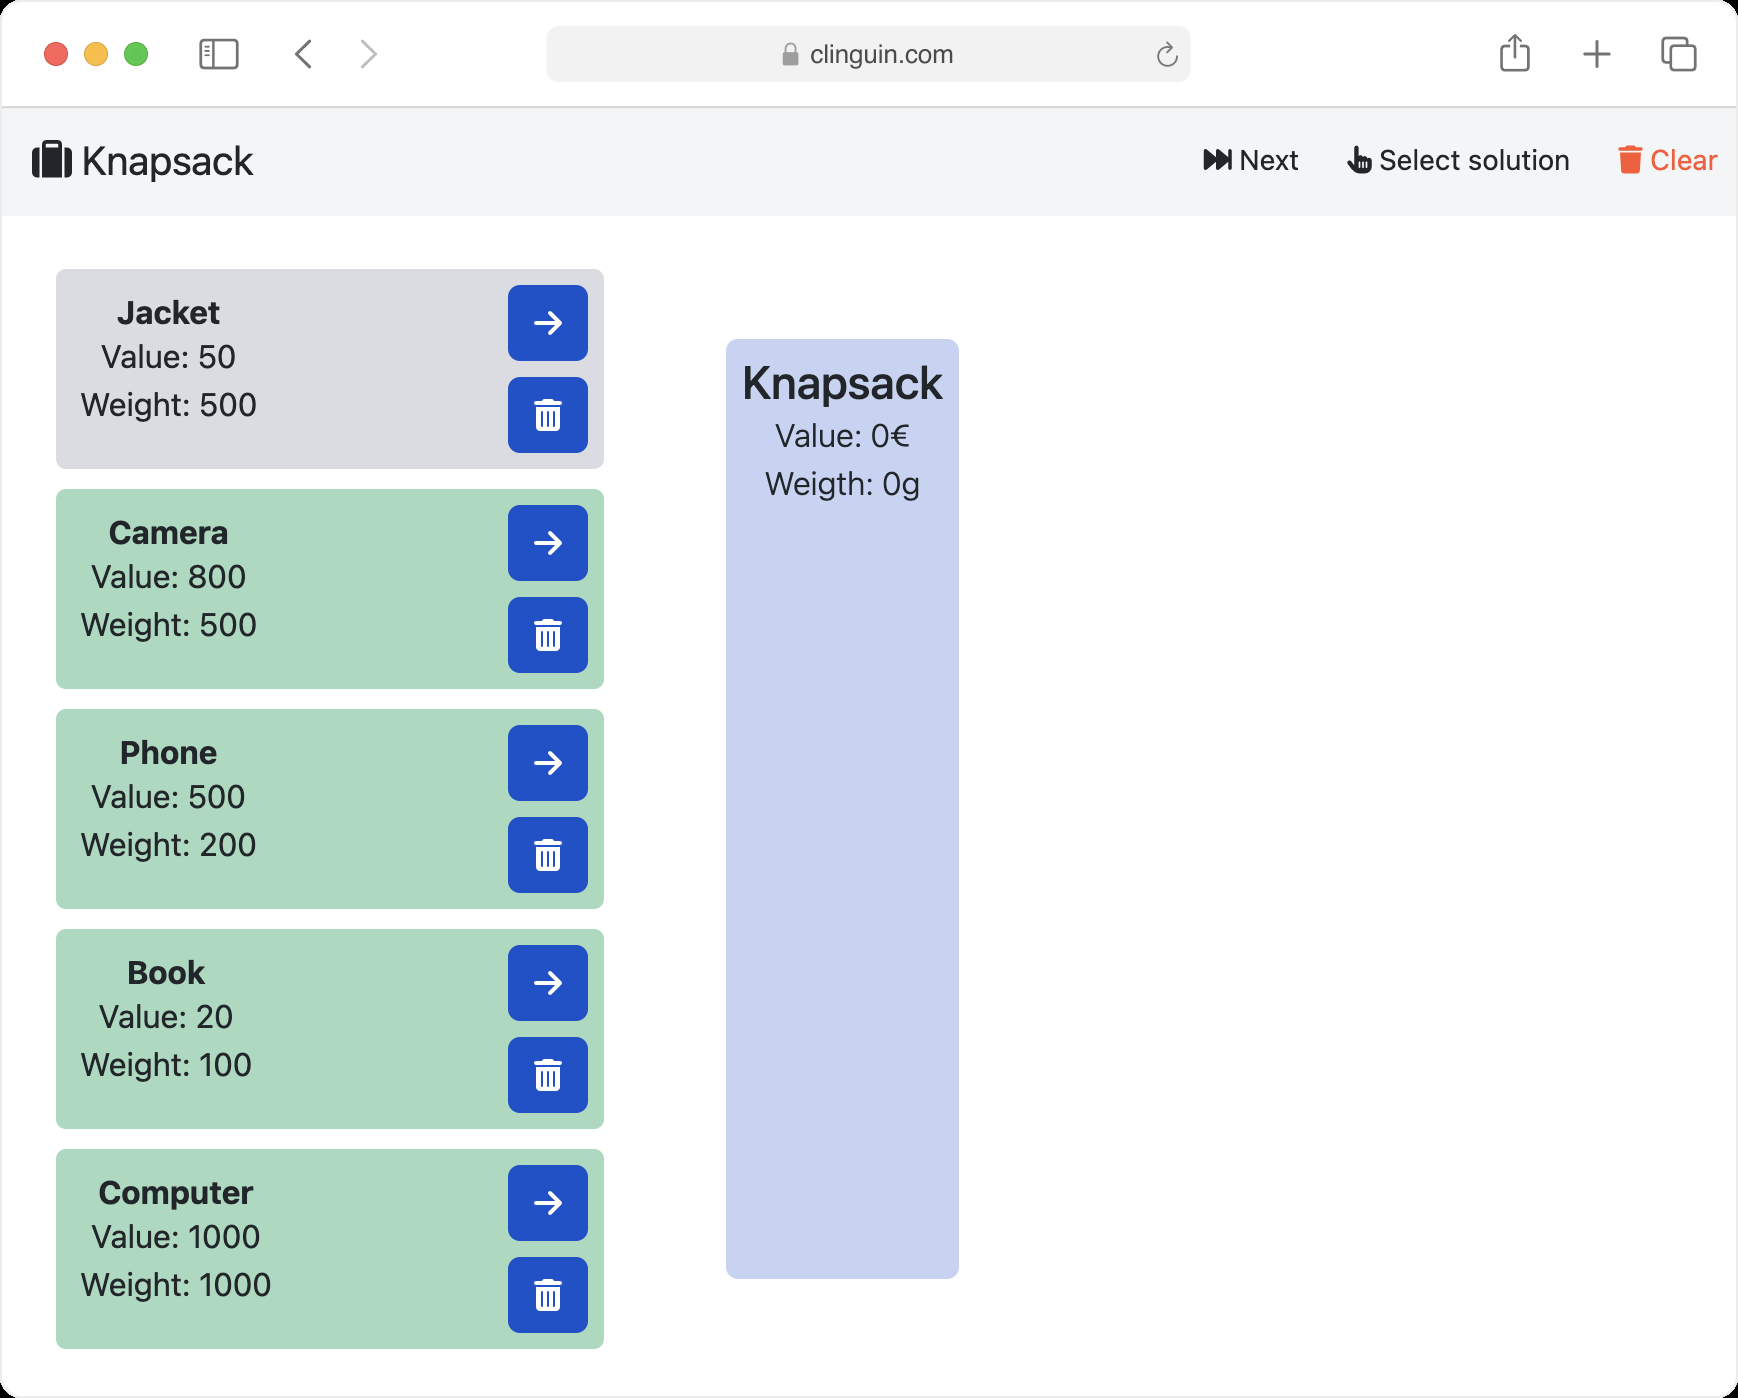 clinguin.com
Knapsack
Next
Select solution
Clear
Jacket
Value: 50
Weight: 500
Camera
Value: 800
Weight: 500
Phone
Value: 500
Weight: 200
Book
Value: 20
Weight: 100
Computer
Value: 1000
Weight: 1000
Knapsack
Value: 0€
Weigth: 0g